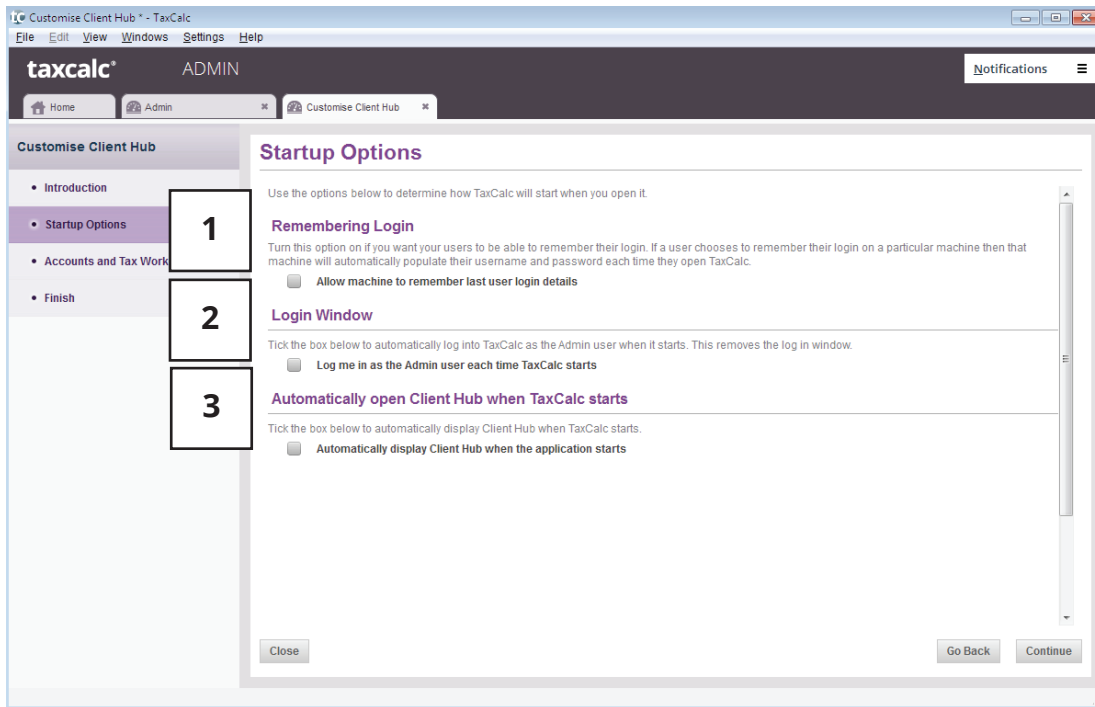 Customise Client Hub * - TaxCalc
File Edit View Windows Settings Help
taxcalc® ADMIN Notifications
Home Admin Customise Client Hub
Customise Client Hub
• Introduction
• Startup Options
• Accounts and Tax Work
• Finish
1
2
3
Startup Options
Use the options below to determine how TaxCalc will start when you open it.
Remembering Login
Turn this option on if you want your users to be able to remember their login. If a user chooses to remember their login on a particular machine then that
machine will automatically populate their username and password each time they open TaxCalc.
Allow machine to remember last user login details
Login Window
Tick the box below to automatically log into TaxCalc as the Admin user when it starts. This removes the log in window.
Log me in as the Admin user each time TaxCalc starts
Automatically open Client Hub when TaxCalc starts
Tick the box below to automatically display Client Hub when TaxCalc starts.
Automatically display Client Hub when the application starts
Close Go Back Continue